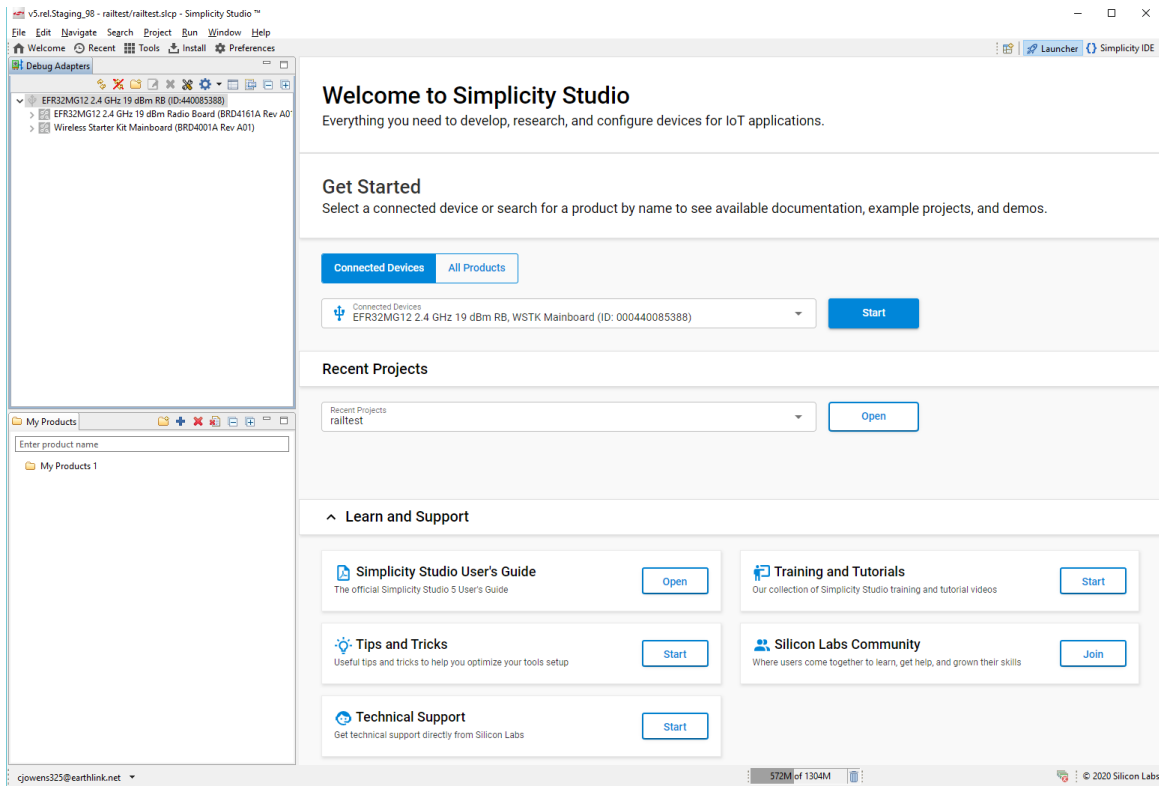 v5.rel.Staging_98 - railtest/railtest.slcp - Simplicity Studio ™
File Edit Navigate Search Project Run Window Help
Welcome Recent Tools Install Preferences
Launcher Simplicity IDE
Debug Adapters
EFR32MG12 2.4 GHz 19 dBm RB (ID:440085388)
EFR32MG12 2.4 GHz 19 dBm Radio Board (BRD4161A Rev A0
Wireless Starter Kit Mainboard (BRD4001A Rev A01)
My Products
Enter product name
My Products 1
Welcome to Simplicity Studio
Everything you need to develop, research, and configure devices for IoT applications.
Get Started
Select a connected device or search for a product by name to see available documentation, example projects, and demos.
Connected Devices All Products
Connected Devices
EFR32MG12 2.4 GHz 19 dBm RB, WSTK Mainboard (ID: 000440085388)
Start
Recent Projects
Recent Projects
railtest
Open
Learn and Support
Simplicity Studio User's Guide
The official Simplicity Studio 5 User's Guide
Open
Training and Tutorials
Our collection of Simplicity Studio training and tutorial videos
Start
Tips and Tricks
Useful tips and tricks to help you optimize your tools setup
Start
Silicon Labs Community
Where users come together to learn, get help, and grown their skills
Join
Technical Support
Get technical support directly from Silicon Labs
Start
cjowens325@earthlink.net
572M of 1304M
© 2020 Silicon Labs